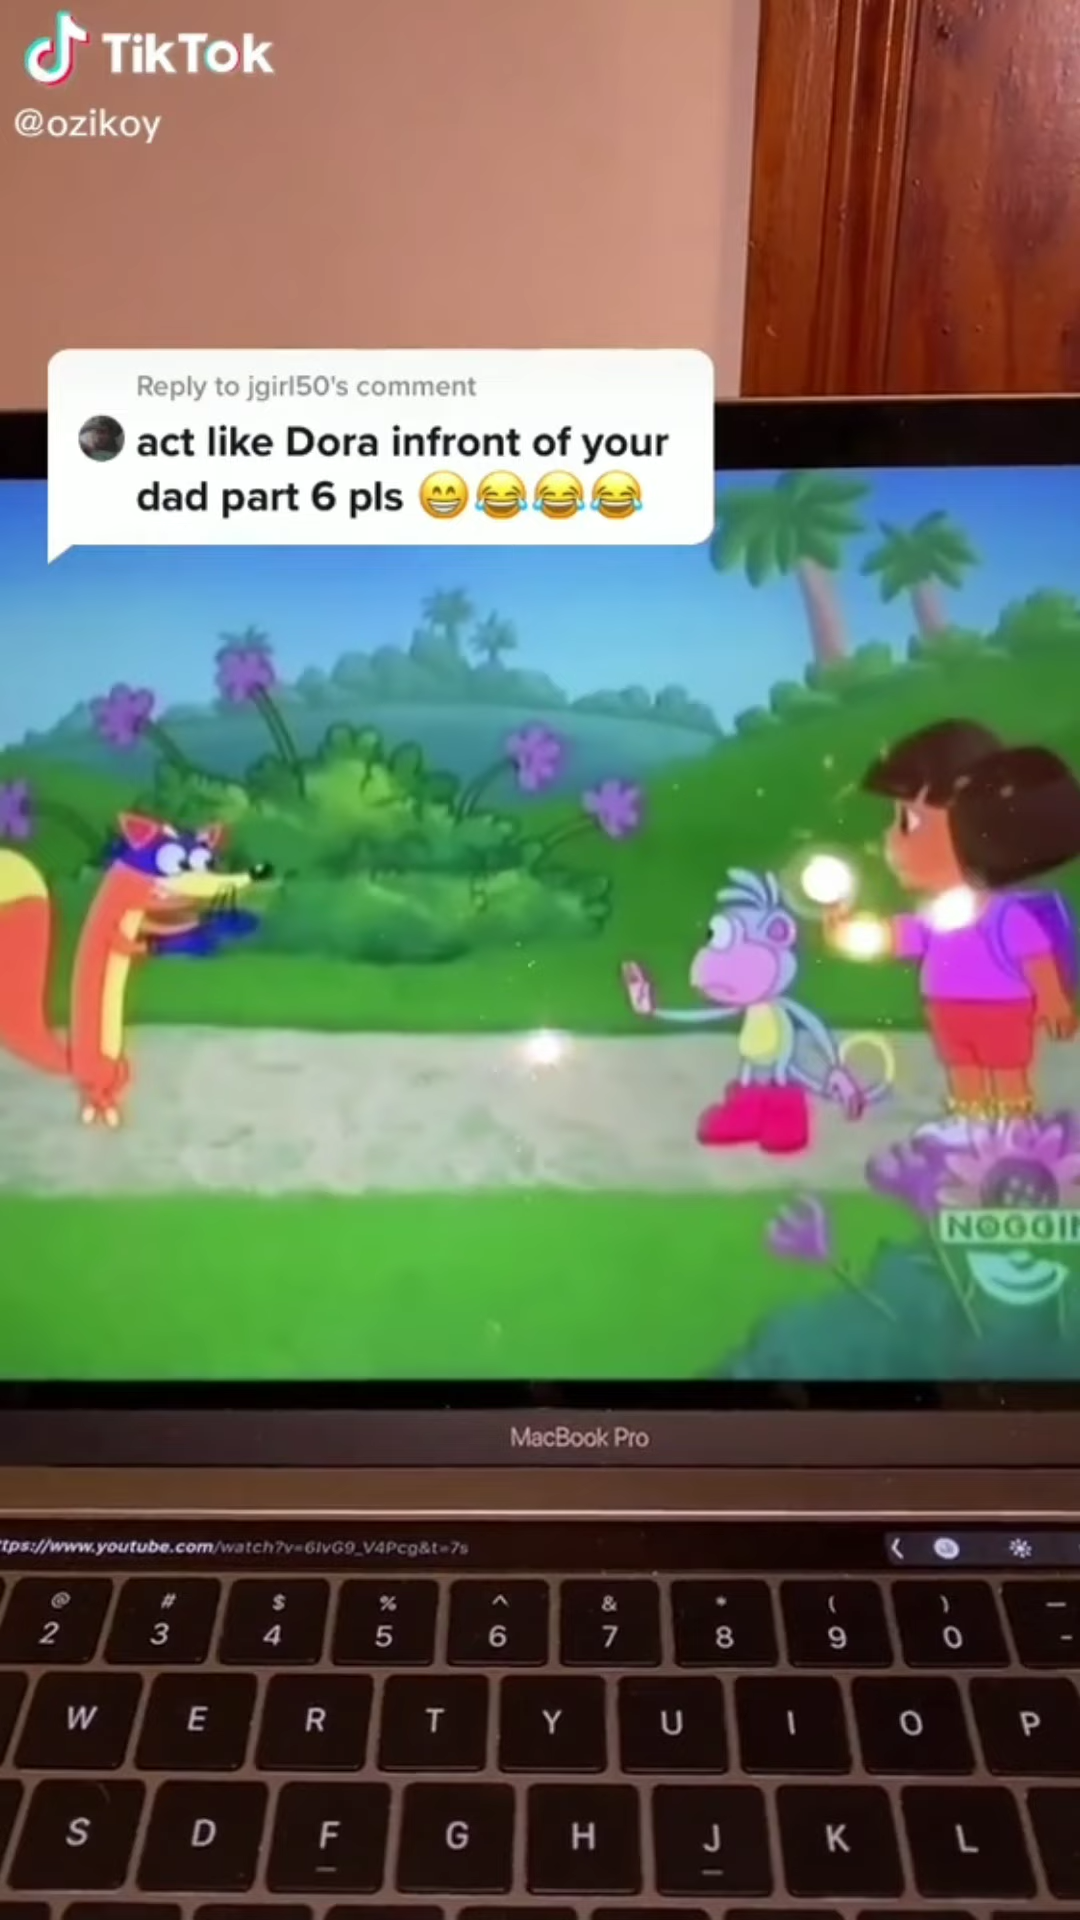 TikTok
@ozikoy
Reply to jgirl50's comment
act like Dora infront of your
dad part 6 pls 😁😂😂😂
NOGGIN
MacBook Pro
ttps://www.youtube.com/watch?v=6IvG9_V4Pcg&t=7s
@ # $ % ^ & * ( ) —
2 3 4 5 6 7 8 9 0 -
W E R T Y U I O P
S D F G H J K L